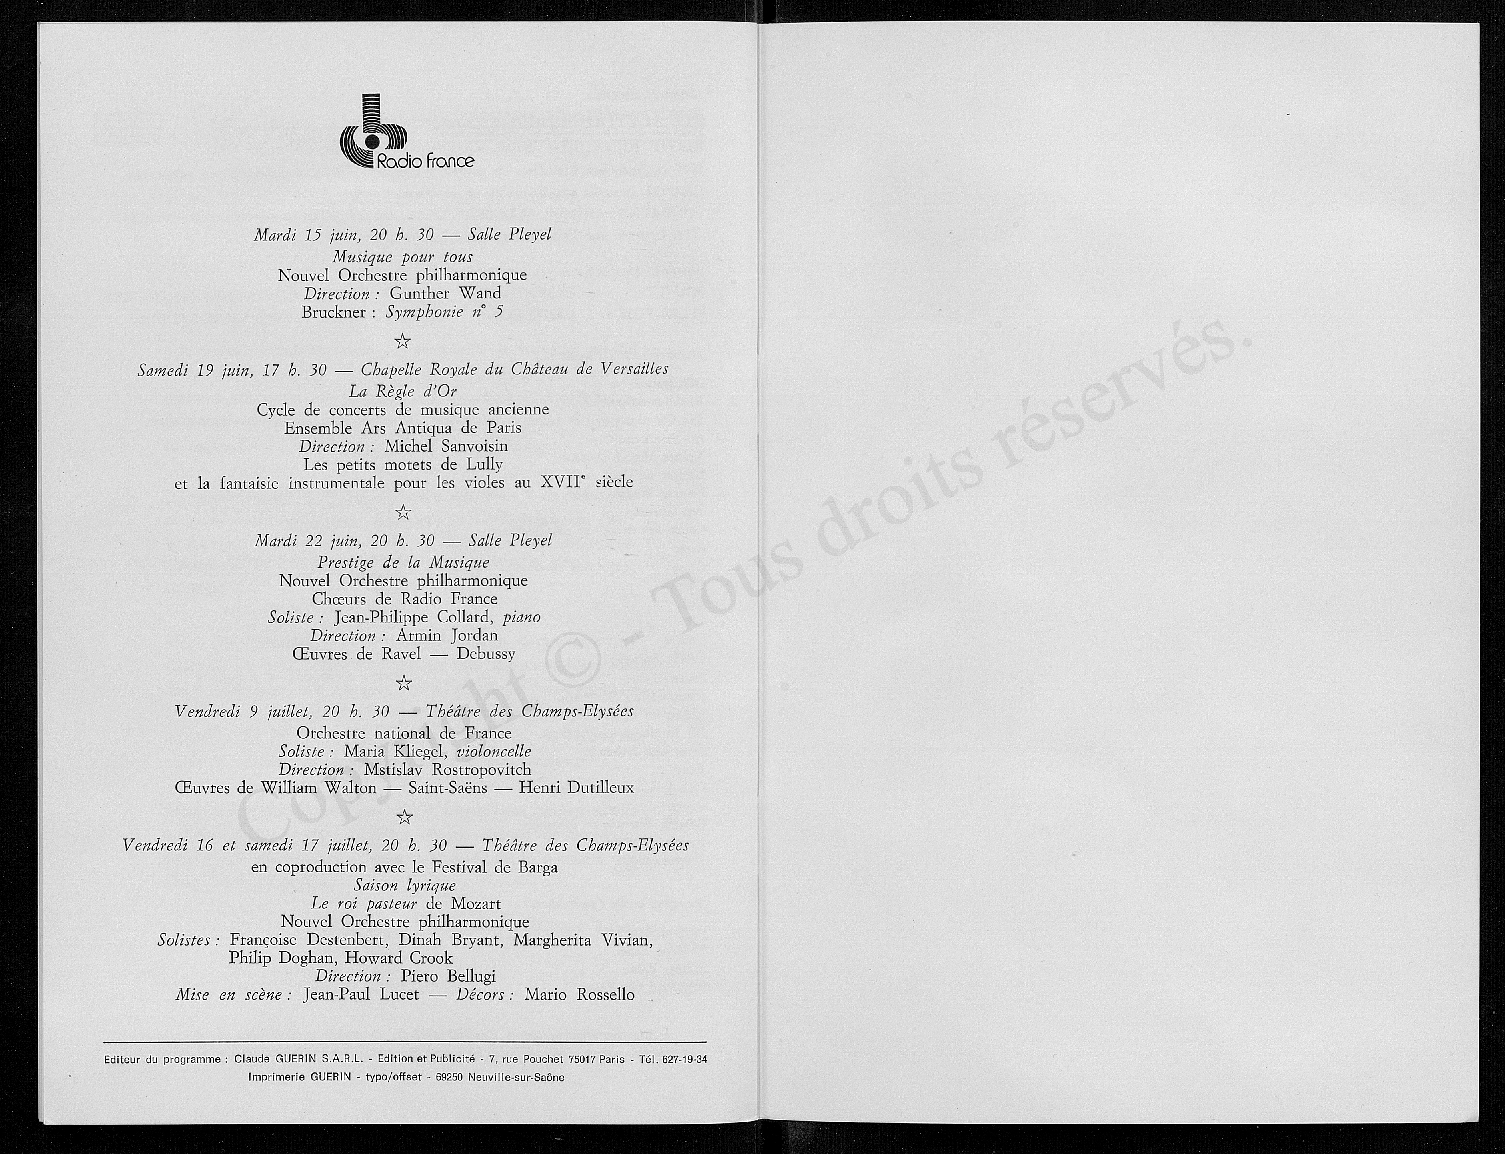 Radio France
Mardi 15 juin, 20 h. 30 — Salle Pleyel
Musique pour tous
Nouvel Orchestre philharmonique
Direction : Gunther Wand
Bruckner : Symphonie n° 5
☆
Samedi 19 juin, 17 h. 30 — Chapelle Royale du Château de Versailles
La Règle d'Or
Cycle de concerts de musique ancienne
Ensemble Ars Antiqua de Paris
Direction : Michel Sanvoisin
Les petits motets de Lully
et la fantaisie instrumentale pour les violes au XVIIe siècle
☆
Mardi 22 juin, 20 h. 30 — Salle Pleyel
Prestige de la Musique
Nouvel Orchestre philharmonique
Chœurs de Radio France
Soliste : Jean-Philippe Collard, piano
Direction : Armin Jordan
Œuvres de Ravel — Debussy
☆
Vendredi 9 juillet, 20 h. 30 — Théâtre des Champs-Elysées
Orchestre national de France
Soliste : Maria Kliegel, violoncelle
Direction : Mstislav Rostropovitch
Œuvres de William Walton — Saint-Saëns — Henri Dutilleux
☆
Vendredi 16 et samedi 17 juillet, 20 h. 30 — Théâtre des Champs-Elysées
en coproduction avec le Festival de Barga
Saison lyrique
Le roi pasteur de Mozart
Nouvel Orchestre philharmonique
Solistes : Françoise Destenbert, Dinah Bryant, Margherita Vivian,
Philip Doghan, Howard Crook
Direction : Piero Bellugi
Mise en scène : Jean-Paul Lucet — Décors : Mario Rossello
Editeur du programme : Claude GUERIN S.A.R.L. - Edition et Publicité - 7, rue Pouchet 75017 Paris - Tél. 627-19-34
Imprimerie GUERIN - typo/offset - 69250 Neuville-sur-Saône
Copyright © - Tous droits réservés.